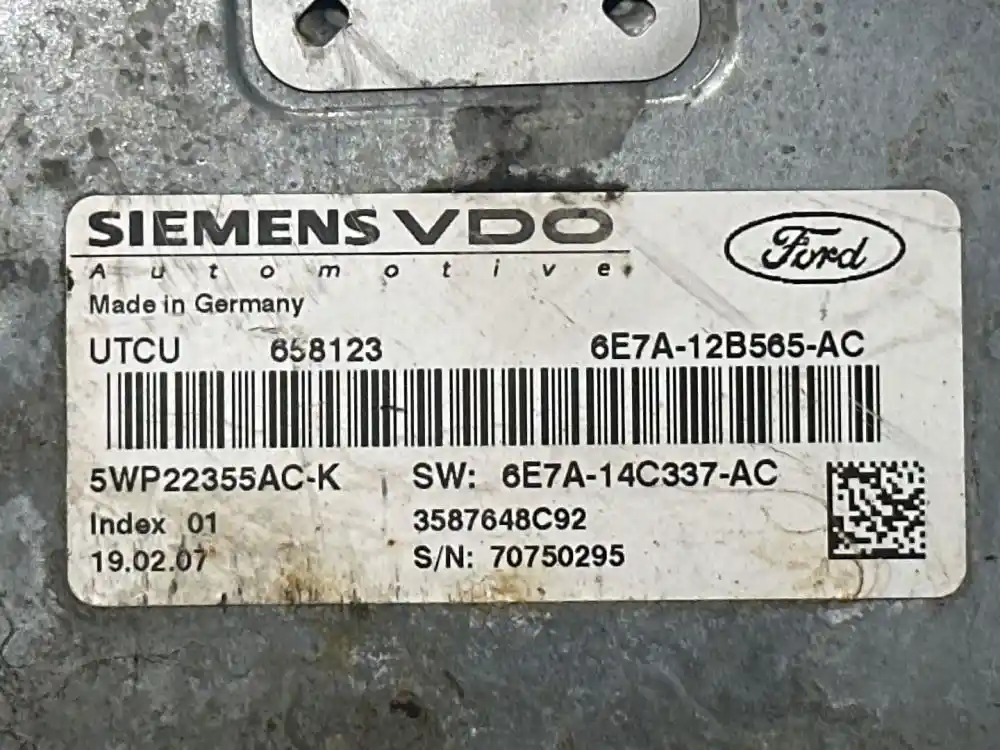 SIEMENS VDO
Automotive
Ford
Made in Germany
UTCU 658123 6E7A-12B565-AC
5WP22355AC-K SW: 6E7A-14C337-AC
Index 01 3587648C92
19.02.07 S/N: 70750295